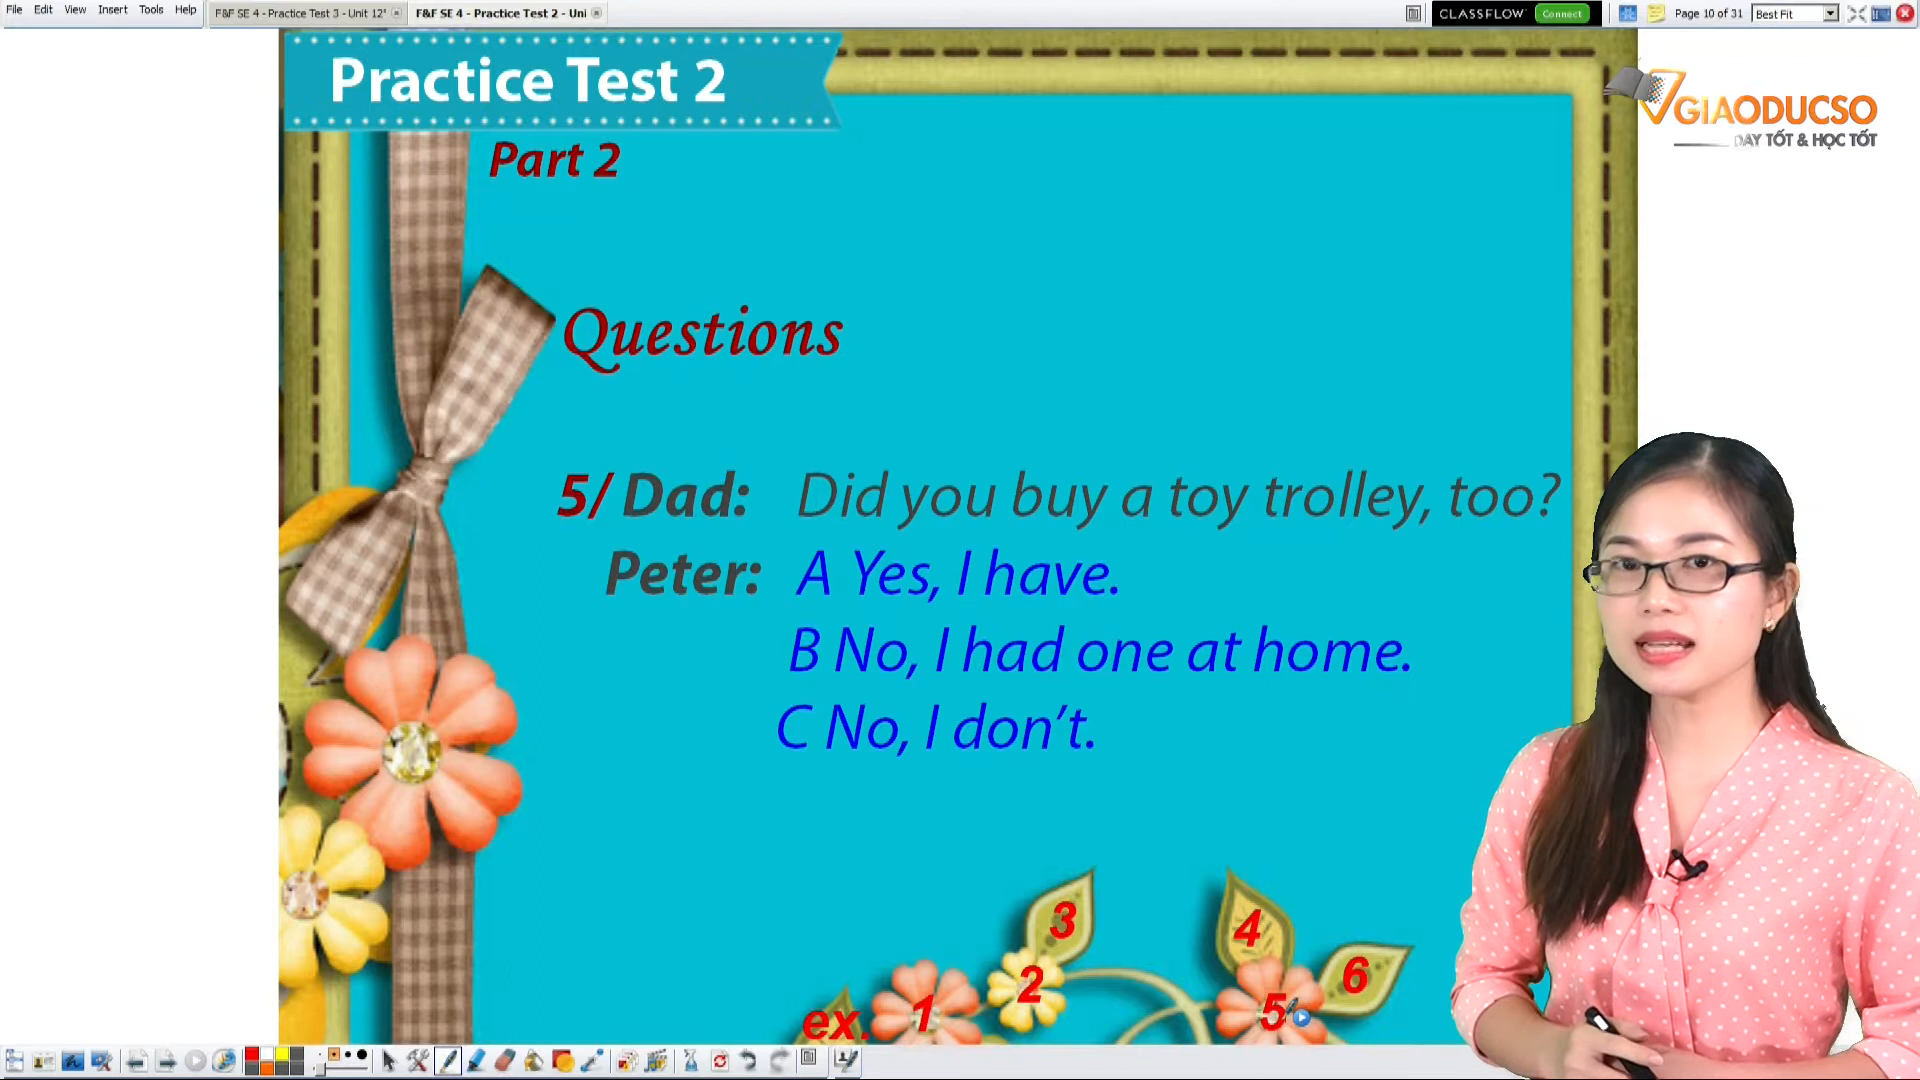 File Edit View Insert Tools Help
F&F SE 4 - Practice Test 3 - Unit 12*
F&F SE 4 - Practice Test 2 - Uni
CLASSFLOW
Connect
Page 10 of 31
Best Fit
Practice Test 2
GIAODUCSO
DẠY TỐT & HỌC TỐT
Part 2
Questions
5/ Dad: Did you buy a toy trolley, too?
Peter: A Yes, I have.
B No, I had one at home.
C No, I don't.
ex.
1
2
3
4
5
6